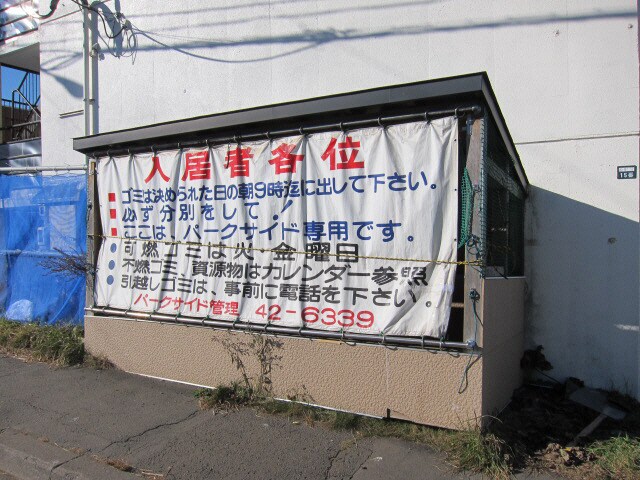 入居者各位
ゴミは決められた日の朝9時迄に出して下さい。
必ず分別をして!
ここは、パークサイド専用です。
可燃ゴミは火、金曜日
不燃ゴミ、資源物はカレンダー参照
引越しゴミは、事前に電話を下さい。
パークサイド管理 42-6339